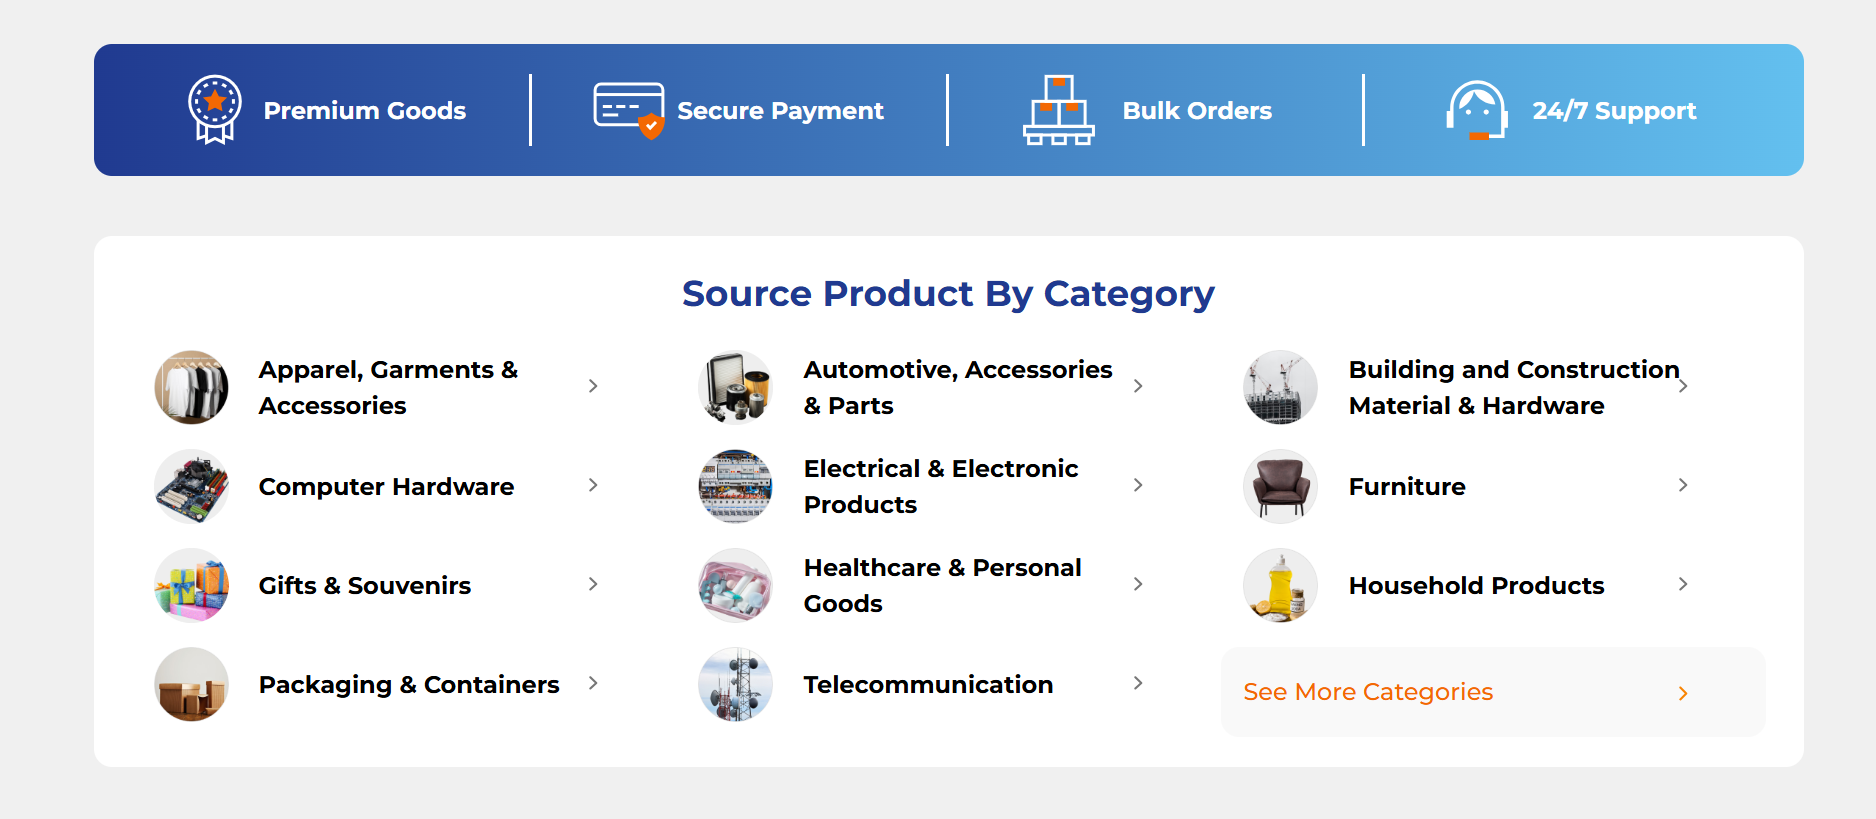 Premium Goods
Secure Payment
Bulk Orders
24/7 Support
Source Product By Category
Apparel, Garments &
Accessories
Automotive, Accessories
& Parts
Building and Construction
Material & Hardware
Computer Hardware
Electrical & Electronic
Products
Furniture
Gifts & Souvenirs
Healthcare & Personal
Goods
Household Products
Packaging & Containers
Telecommunication
See More Categories